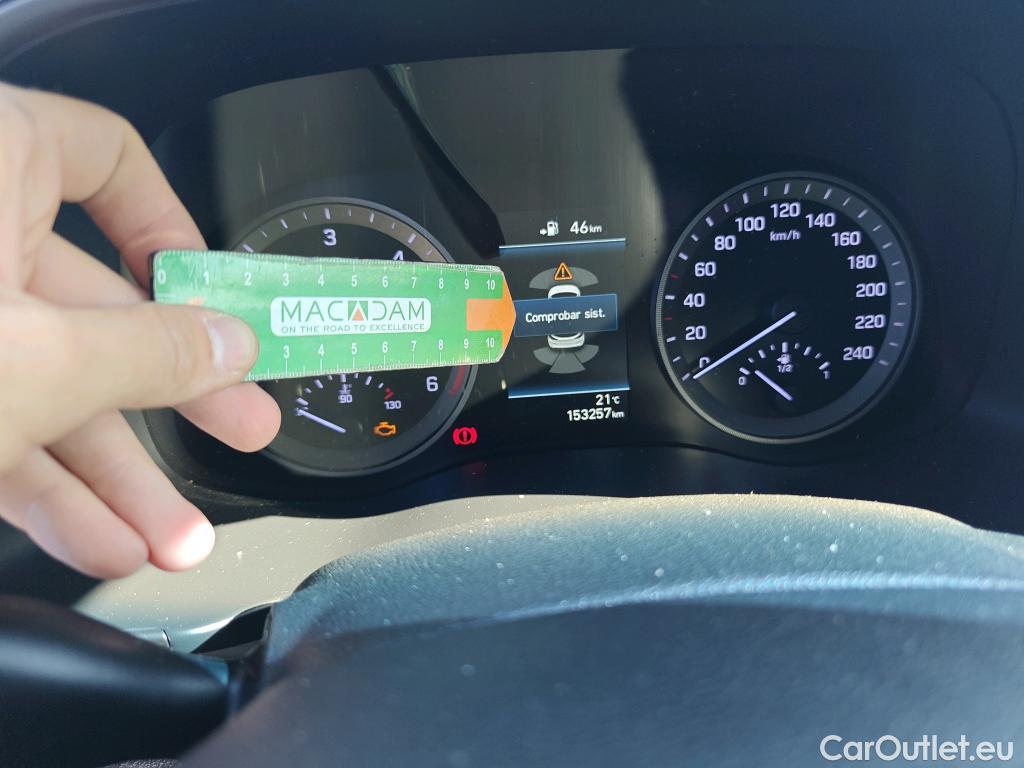 46km
Comprobar sist.
21°C
153257km
MACADAM
ON THE ROAD TO EXCELLENCE
0 1 2 3 4 5 6 7 8 9 10
3 4 5 6 7 8 9 10
3 4
6
90
130
0 20 40 60 80 100 120 140 160 180 200 220 240
km/h
0 1/2 1
CarOutlet.eu